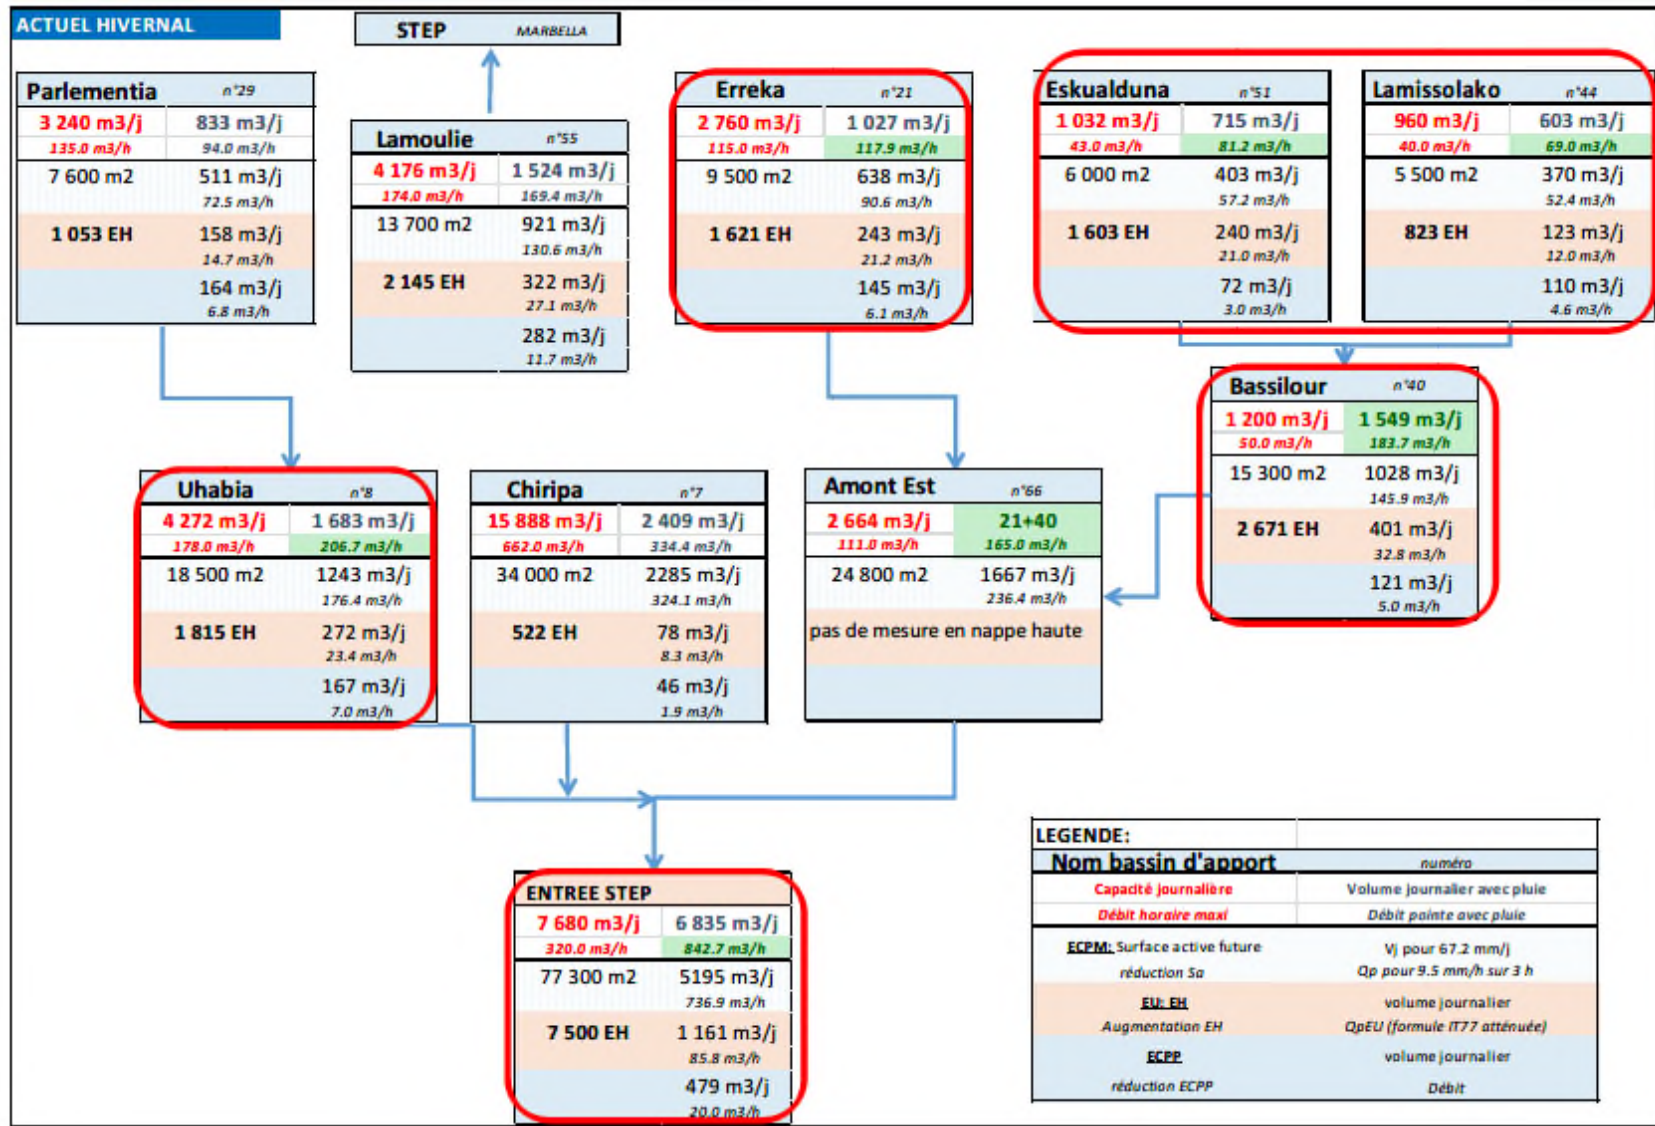 ACTUEL HIVERNAL
STEP MARBELLA
Parlementia n°29
3 240 m3/j 833 m3/j
135.0 m3/h 94.0 m3/h
7 600 m2 511 m3/j
72.5 m3/h
1 053 EH 158 m3/j
14.7 m3/h
164 m3/j
6.8 m3/h
Lamoulie n°55
4 176 m3/j 1 524 m3/j
174.0 m3/h 169.4 m3/h
13 700 m2 921 m3/j
130.6 m3/h
2 145 EH 322 m3/j
27.1 m3/h
282 m3/j
11.7 m3/h
Erreka n°21
2 760 m3/j 1 027 m3/j
115.0 m3/h 117.9 m3/h
9 500 m2 638 m3/j
90.6 m3/h
1 621 EH 243 m3/j
21.2 m3/h
145 m3/j
6.1 m3/h
Eskualduna n°51
1 032 m3/j 715 m3/j
43.0 m3/h 81.2 m3/h
6 000 m2 403 m3/j
57.2 m3/h
1 603 EH 240 m3/j
21.0 m3/h
72 m3/j
3.0 m3/h
Lamissolako n°44
960 m3/j 603 m3/j
40.0 m3/h 69.0 m3/h
5 500 m2 370 m3/j
52.4 m3/h
823 EH 123 m3/j
12.0 m3/h
110 m3/j
4.6 m3/h
Bassilour n°40
1 200 m3/j 1 549 m3/j
50.0 m3/h 183.7 m3/h
15 300 m2 1028 m3/j
145.9 m3/h
2 671 EH 401 m3/j
32.8 m3/h
121 m3/j
5.0 m3/h
Uhabia n°8
4 272 m3/j 1 683 m3/j
178.0 m3/h 206.7 m3/h
18 500 m2 1243 m3/j
176.4 m3/h
1 815 EH 272 m3/j
23.4 m3/h
167 m3/j
7.0 m3/h
Chiripa n°7
15 888 m3/j 2 409 m3/j
662.0 m3/h 334.4 m3/h
34 000 m2 2285 m3/j
324.1 m3/h
522 EH 78 m3/j
8.3 m3/h
46 m3/j
1.9 m3/h
Amont Est n°66
2 664 m3/j 21+40
111.0 m3/h 165.0 m3/h
24 800 m2 1667 m3/j
236.4 m3/h
pas de mesure en nappe haute
ENTREE STEP
7 680 m3/j 6 835 m3/j
320.0 m3/h 842.7 m3/h
77 300 m2 5195 m3/j
736.9 m3/h
7 500 EH 1 161 m3/j
85.8 m3/h
479 m3/j
20.0 m3/h
LEGENDE:
Nom bassin d'apport numéro
Capacité journalière Volume journalier avec pluie
Débit horaire maxi Débit pointe avec pluie
ECPM: Surface active future Vj pour 67.2 mm/j
réduction Sa Qp pour 9.5 mm/h sur 3 h
EU: EH volume journalier
Augmentation EH QpEU (formule IT77 atténuée)
ECPP volume journalier
réduction ECPP Débit